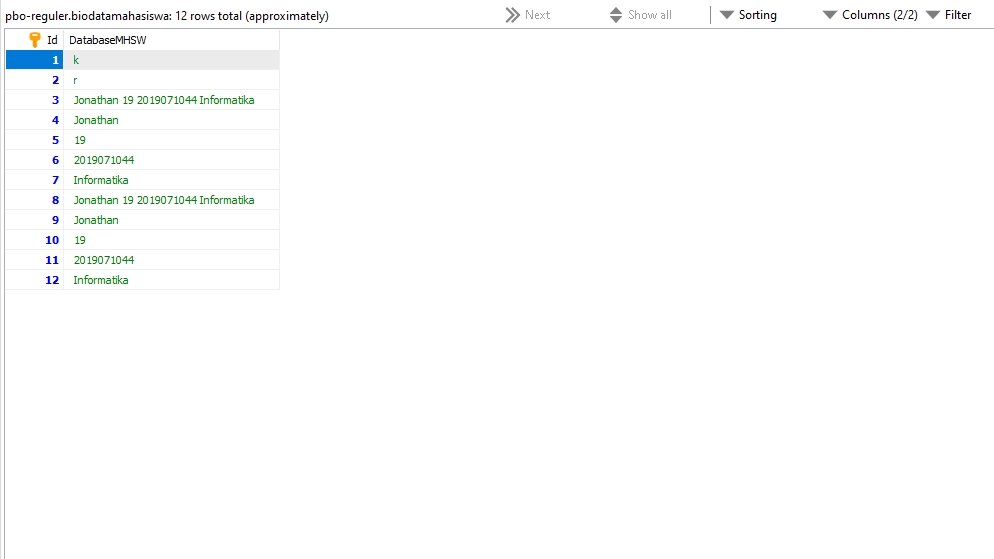 pbo-reguler.biodatamahasiswa: 12 rows total (approximately) Next Show all Sorting Columns (2/2) Filter
Id DatabaseMHSW
1 k
2 r
3 Jonathan 19 2019071044 Informatika
4 Jonathan
5 19
6 2019071044
7 Informatika
8 Jonathan 19 2019071044 Informatika
9 Jonathan
10 19
11 2019071044
12 Informatika